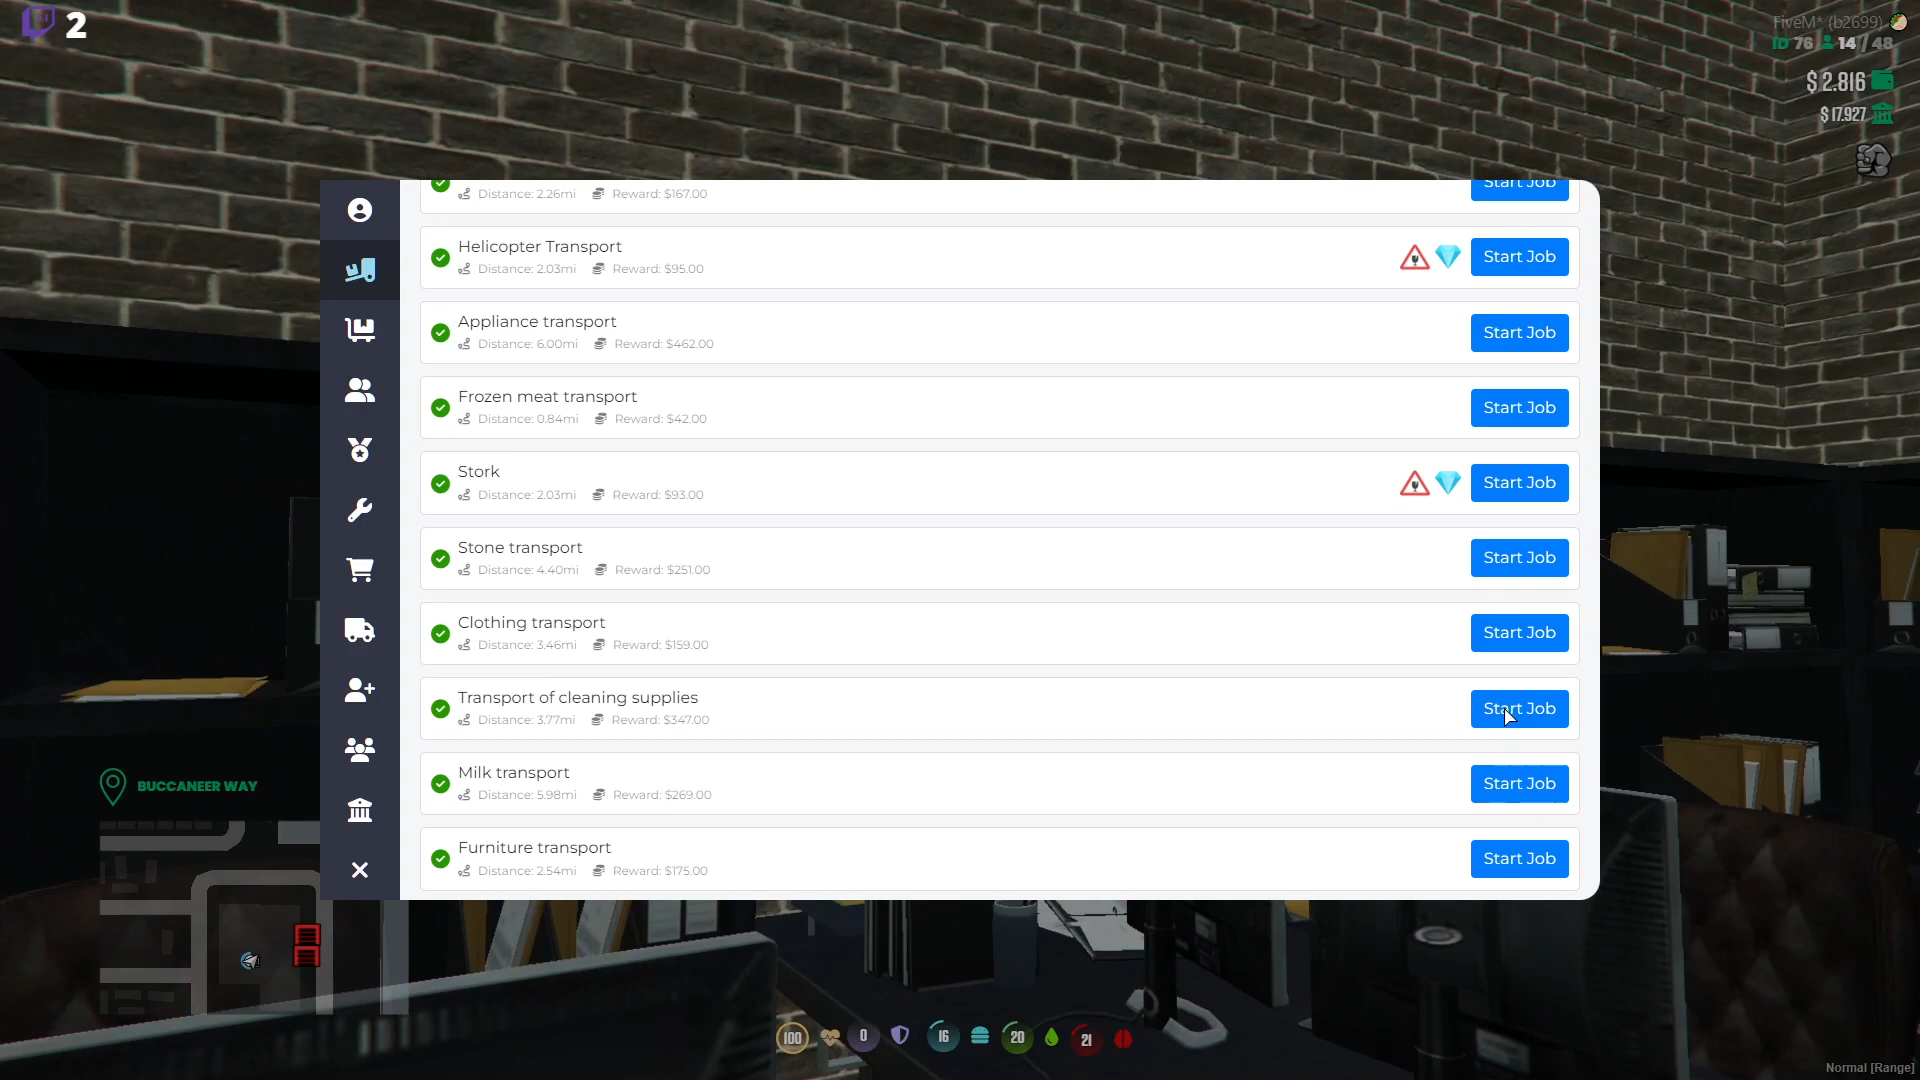 2
FiveM* (b2699)
ID 76 14 / 48
$ 2.816
$ 17.927
Distance: 2.26mi Reward: $167.00
Start Job
Helicopter Transport
Distance: 2.03mi Reward: $95.00
Start Job
Appliance transport
Distance: 6.00mi Reward: $462.00
Start Job
Frozen meat transport
Distance: 0.84mi Reward: $42.00
Start Job
Stork
Distance: 2.03mi Reward: $93.00
Start Job
Stone transport
Distance: 4.40mi Reward: $251.00
Start Job
Clothing transport
Distance: 3.46mi Reward: $159.00
Start Job
Transport of cleaning supplies
Distance: 3.77mi Reward: $347.00
Start Job
Milk transport
Distance: 5.98mi Reward: $269.00
Start Job
Furniture transport
Distance: 2.54mi Reward: $175.00
Start Job
BUCCANEER WAY
100 0 16 20 21
Normal [Range]